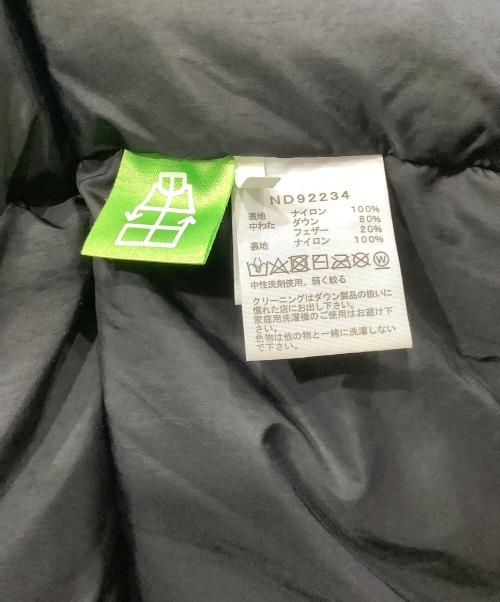 ND92234
表地 ナイロン 100%
中わた ダウン 80%
フェザー 20%
裏地 ナイロン 100%
中性洗剤使用、弱く絞る
クリーニングはダウン製品の扱いに
慣れた店にお出し下さい。
家庭用洗濯機のご使用はお避け下
さい。
色物は他の物と一緒に洗濯しない
で下さい。